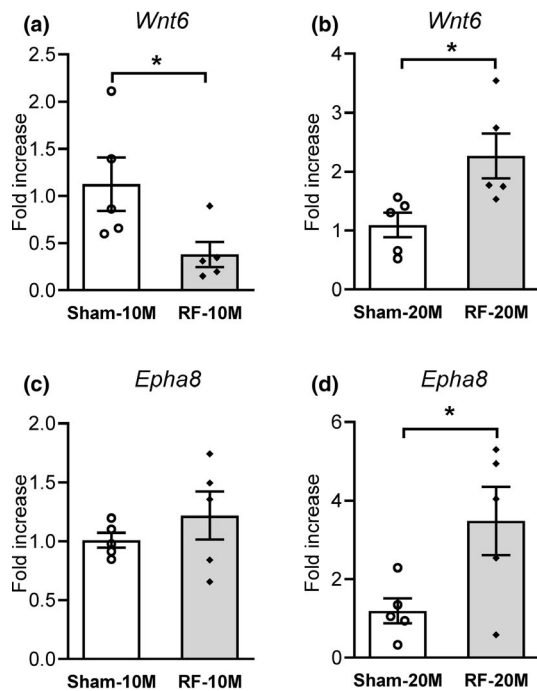 (a) Wnt6
*
Fold increase
2.5
2.0
1.5
1.0
0.5
0.0
Sham-10M RF-10M
(b) Wnt6
*
Fold increase
4
3
2
1
0
Sham-20M RF-20M
(c) Epha8
Fold increase
2.0
1.5
1.0
0.5
0.0
Sham-10M RF-10M
(d) Epha8
*
Fold increase
6
4
2
0
Sham-20M RF-20M